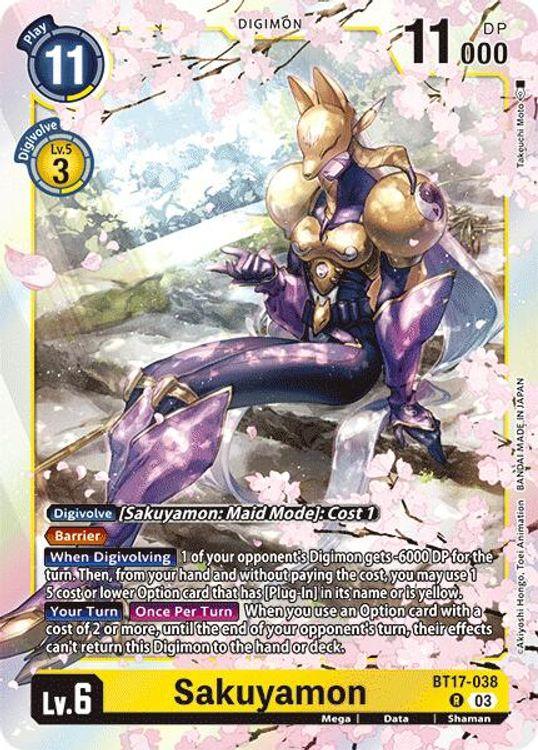 DIGIMON
Play
11
DP
11000
Digivolve
Lv.5
3
Takeuchi Moto
Digivolve [Sakuyamon: Maid Mode]: Cost 1
Barrier
When Digivolving 1 of your opponent's Digimon gets -6000 DP for the
turn. Then, from your hand and without paying the cost, you may use 1
5 cost or lower Option card that has [Plug-In] in its name or is yellow.
Your Turn Once Per Turn When you use an Option card with a
cost of 2 or more, until the end of your opponent's turn, their effects
can't return this Digimon to the hand or deck.
©Akiyoshi Hongo, Toei Animation BANDAI MADE IN JAPAN
Lv.6
Sakuyamon
BT17-038
R 03
Mega | Data | Shaman